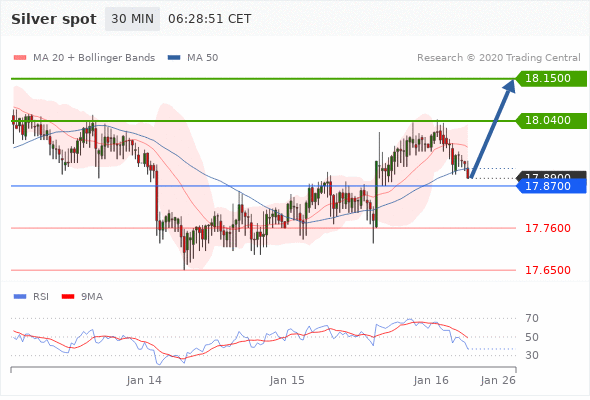 Silver spot 30 MIN 06:28:51 CET
MA 20 + Bollinger Bands MA 50 Research © 2020 Trading Central
18.1500
18.0400
17.8900
17.8700
17.7600
17.6500
RSI 9MA
70
50
30
Jan 14 Jan 15 Jan 16 Jan 26